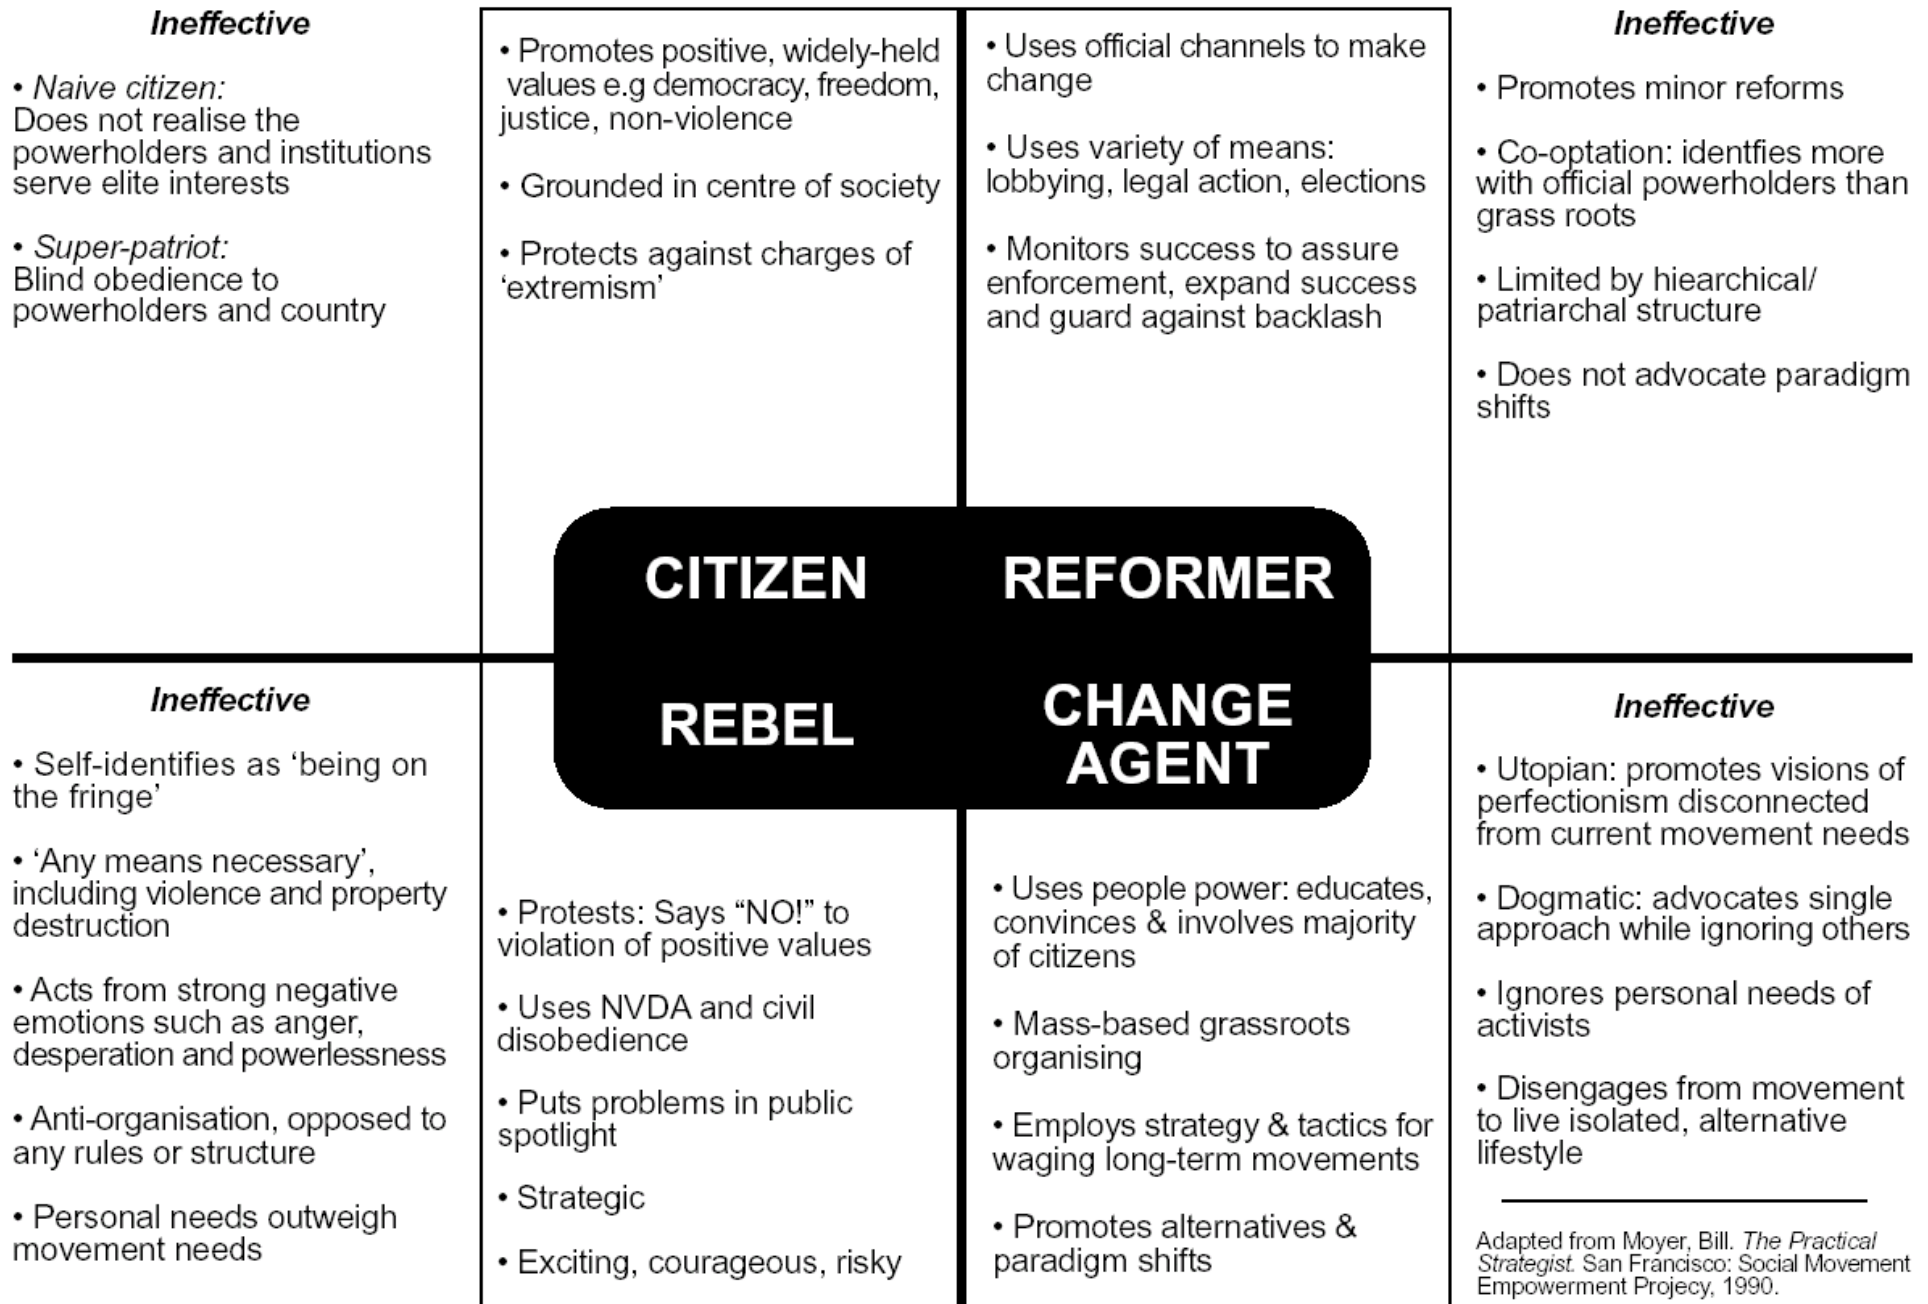 Ineffective
• Naive citizen:
Does not realise the
powerholders and institutions
serve elite interests
• Super-patriot:
Blind obedience to
powerholders and country
• Promotes positive, widely-held
values e.g democracy, freedom,
justice, non-violence
• Grounded in centre of society
• Protects against charges of
‘extremism’
• Uses official channels to make
change
• Uses variety of means:
lobbying, legal action, elections
• Monitors success to assure
enforcement, expand success
and guard against backlash
Ineffective
• Promotes minor reforms
• Co-optation: identfies more
with official powerholders than
grass roots
• Limited by hiearchical/
patriarchal structure
• Does not advocate paradigm
shifts
CITIZEN
REFORMER
REBEL
CHANGE
AGENT
Ineffective
• Self-identifies as ‘being on
the fringe’
• ‘Any means necessary’,
including violence and property
destruction
• Acts from strong negative
emotions such as anger,
desperation and powerlessness
• Anti-organisation, opposed to
any rules or structure
• Personal needs outweigh
movement needs
• Protests: Says “NO!” to
violation of positive values
• Uses NVDA and civil
disobedience
• Puts problems in public
spotlight
• Strategic
• Exciting, courageous, risky
• Uses people power: educates,
convinces & involves majority
of citizens
• Mass-based grassroots
organising
• Employs strategy & tactics for
waging long-term movements
• Promotes alternatives &
paradigm shifts
Ineffective
• Utopian: promotes visions of
perfectionism disconnected
from current movement needs
• Dogmatic: advocates single
approach while ignoring others
• Ignores personal needs of
activists
• Disengages from movement
to live isolated, alternative
lifestyle
Adapted from Moyer, Bill. The Practical
Strategist. San Francisco: Social Movement
Empowerment Projecy, 1990.